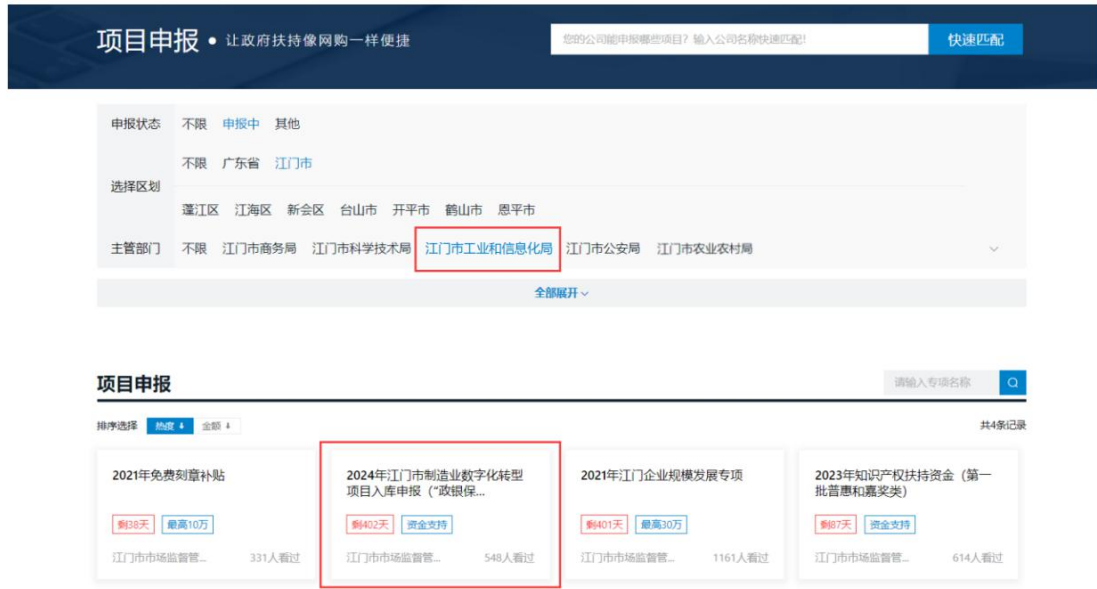 项目申报 • 让政府扶持像网购一样便捷
您的公司能申报哪些项目？输入公司名称快速匹配！
快速匹配
申报状态 不限 申报中 其他
不限 广东省 江门市
选择区划
蓬江区 江海区 新会区 台山市 开平市 鹤山市 恩平市
主管部门 不限 江门市商务局 江门市科学技术局 江门市工业和信息化局 江门市公安局 江门市农业农村局
全部展开
项目申报
请输入专项名称
排序选择 热度 金额
共4条记录
2021年免费刻章补贴
剩38天 最高10万
江门市市场监督管... 331人看过
2024年江门市制造业数字化转型
项目入库申报（“政银保...
剩402天 资金支持
江门市市场监督管... 548人看过
2021年江门企业规模发展专项
剩401天 最高30万
江门市市场监督管... 1161人看过
2023年知识产权扶持资金（第一
批普惠和嘉奖类）
剩87天 资金支持
江门市市场监督管... 614人看过